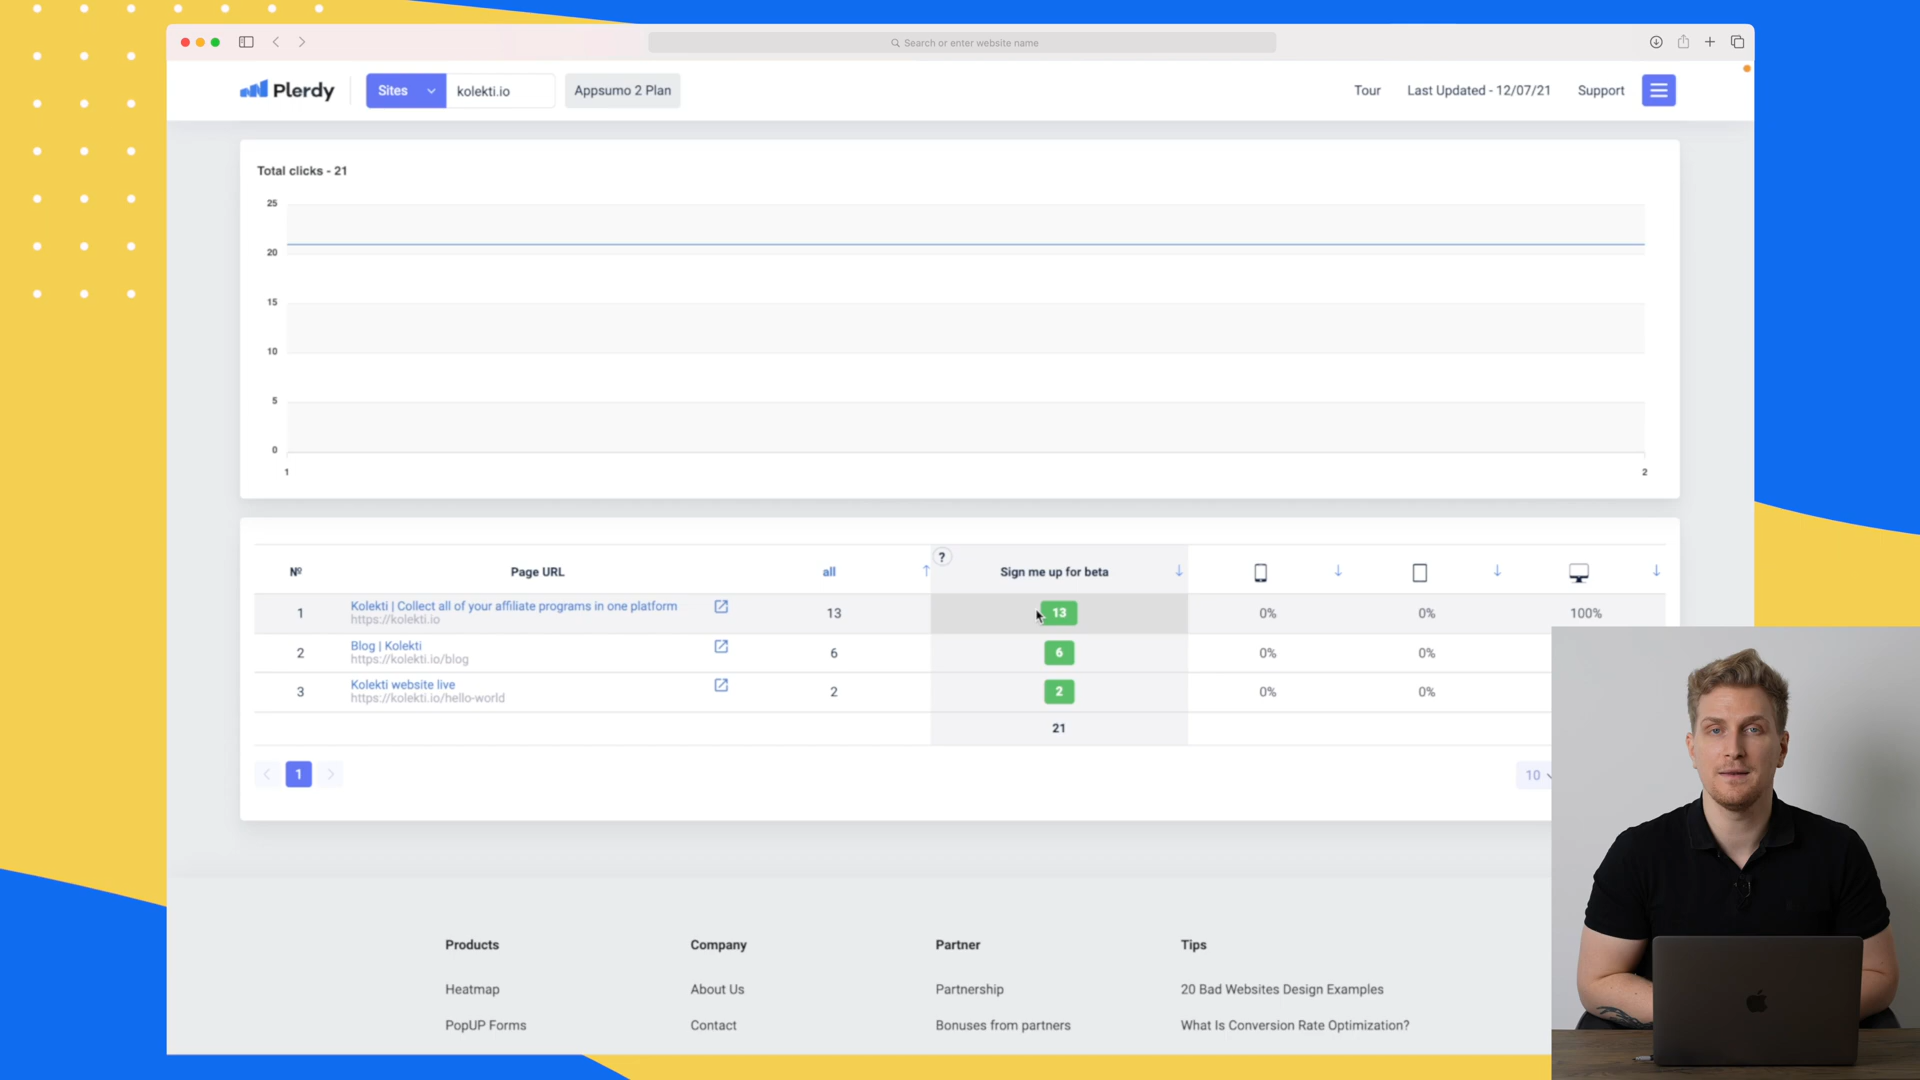 Search or enter website name
Plerdy
Sites
kolekti.io
Appsumo 2 Plan
Tour
Last Updated - 12/07/21
Support
Total clicks - 21
25
20
15
10
5
0
1
2
Nº
Page URL
all
?
Sign me up for beta
1
Kolekti | Collect all of your affiliate programs in one platform
https://kolekti.io
13
13
0%
0%
100%
2
Blog | Kolekti
https://kolekti.io/blog
6
6
0%
0%
3
Kolekti website live
https://kolekti.io/hello-world
2
2
0%
0%
21
1
10
Products
Company
Partner
Tips
Heatmap
About Us
Partnership
20 Bad Websites Design Examples
PopUP Forms
Contact
Bonuses from partners
What Is Conversion Rate Optimization?